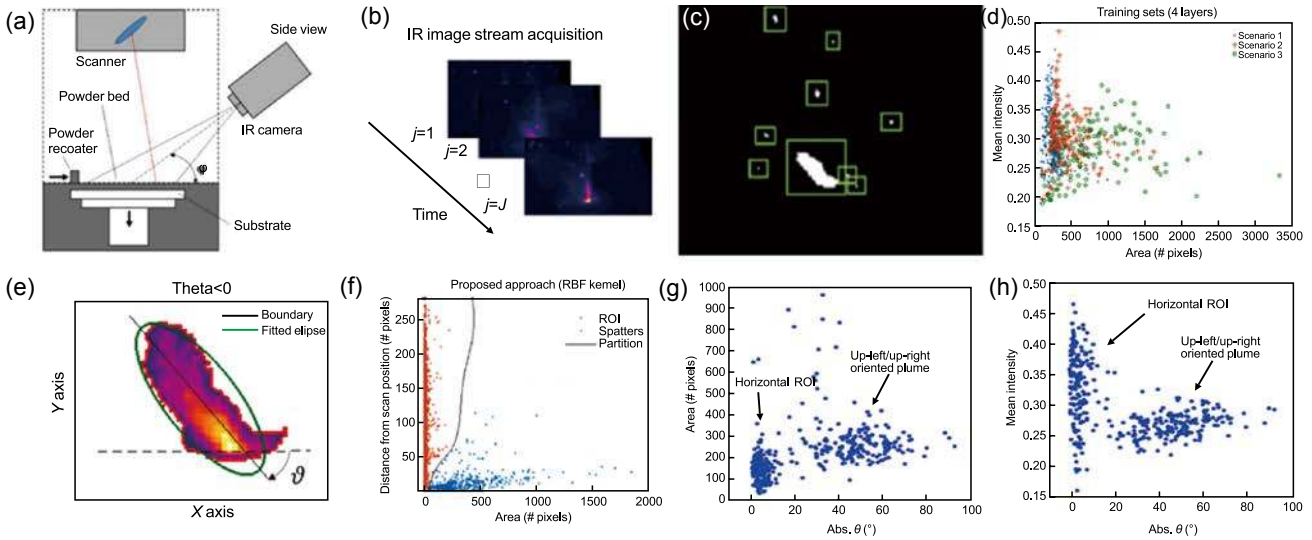 (a)
Side view
Scanner
Powder bed
IR camera
Powder
recoater
φ
Substrate
(b)
IR image stream acquisition
j=1
j=2
j=J
Time
(c)
(d)
Training sets (4 layers)
Scenario 1
Scenario 2
Scenario 3
Mean intensity
0.50
0.45
0.40
0.35
0.30
0.25
0.20
0.15
0 500 1000 1500 2000 2500 3000 3500
Area (# pixels)
(e)
Theta<0
Boundary
Fitted elipse
Y axis
ϑ
X axis
(f)
Proposed approach (RBF kernel)
ROI
Spatters
Partition
Distance from scan position (# pixels)
250
200
150
100
50
0 500 1000 1500 2000
Area (# pixels)
(g)
Area (# pixels)
1000
900
800
700
600
500
400
300
200
100
0
Up-left/up-right
oriented plume
Horizontal ROI
0 20 40 60 80 100
Abs. θ (°)
(h)
Mean intensity
0.50
0.45
0.40
0.35
0.30
0.25
0.20
0.15
Horizontal ROI
Up-left/up-right
oriented plume
0 20 40 60 80 100
Abs. θ (°)